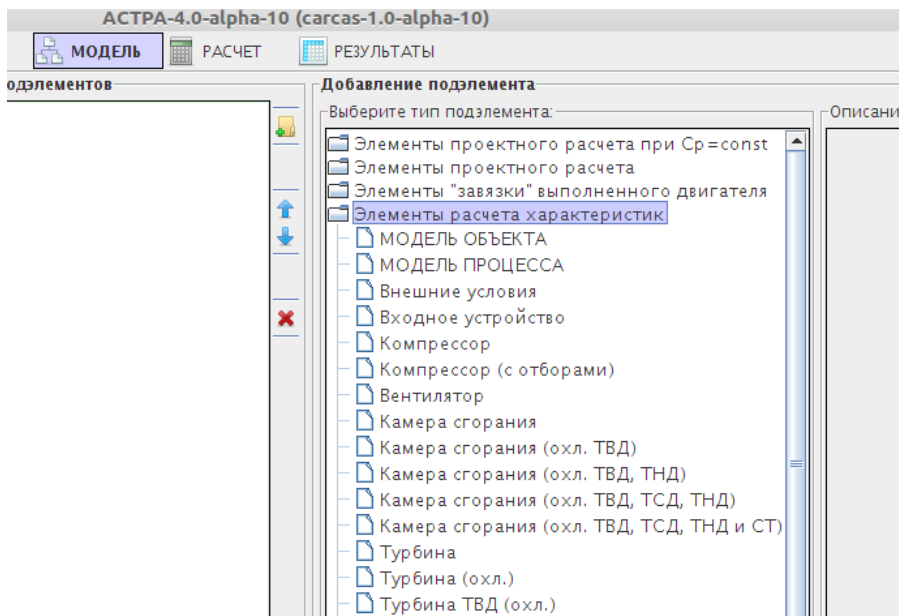 АСТРА-4.0-alpha-10 (carcas-1.0-alpha-10)
МОДЕЛЬ РАСЧЕТ РЕЗУЛЬТАТЫ
одэлементов
Добавление подэлемента
Выберите тип подэлемента:
Описани
Элементы проектного расчета при Cp=const
Элементы проектного расчета
Элементы "завязки" выполненного двигателя
Элементы расчета характеристик
МОДЕЛЬ ОБЪЕКТА
МОДЕЛЬ ПРОЦЕССА
Внешние условия
Входное устройство
Компрессор
Компрессор (с отборами)
Вентилятор
Камера сгорания
Камера сгорания (охл. ТВД)
Камера сгорания (охл. ТВД, ТНД)
Камера сгорания (охл. ТВД, ТСД, ТНД)
Камера сгорания (охл. ТВД, ТСД, ТНД и СТ)
Турбина
Турбина (охл.)
Турбина ТВД (охл.)